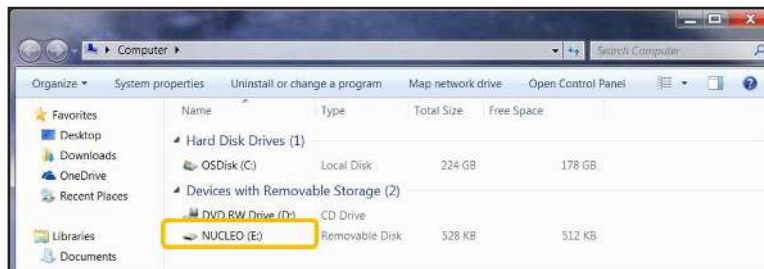 Computer
Search Computer
Organize System properties Uninstall or change a program Map network drive Open Control Panel
Favorites
Desktop
Downloads
OneDrive
Recent Places
Libraries
Documents
Name Type Total Size Free Space
Hard Disk Drives (1)
OSDisk (C:) Local Disk 224 GB 178 GB
Devices with Removable Storage (2)
DVD RW Drive (D:) CD Drive
NUCLEO (E:) Removable Disk 528 KB 512 KB